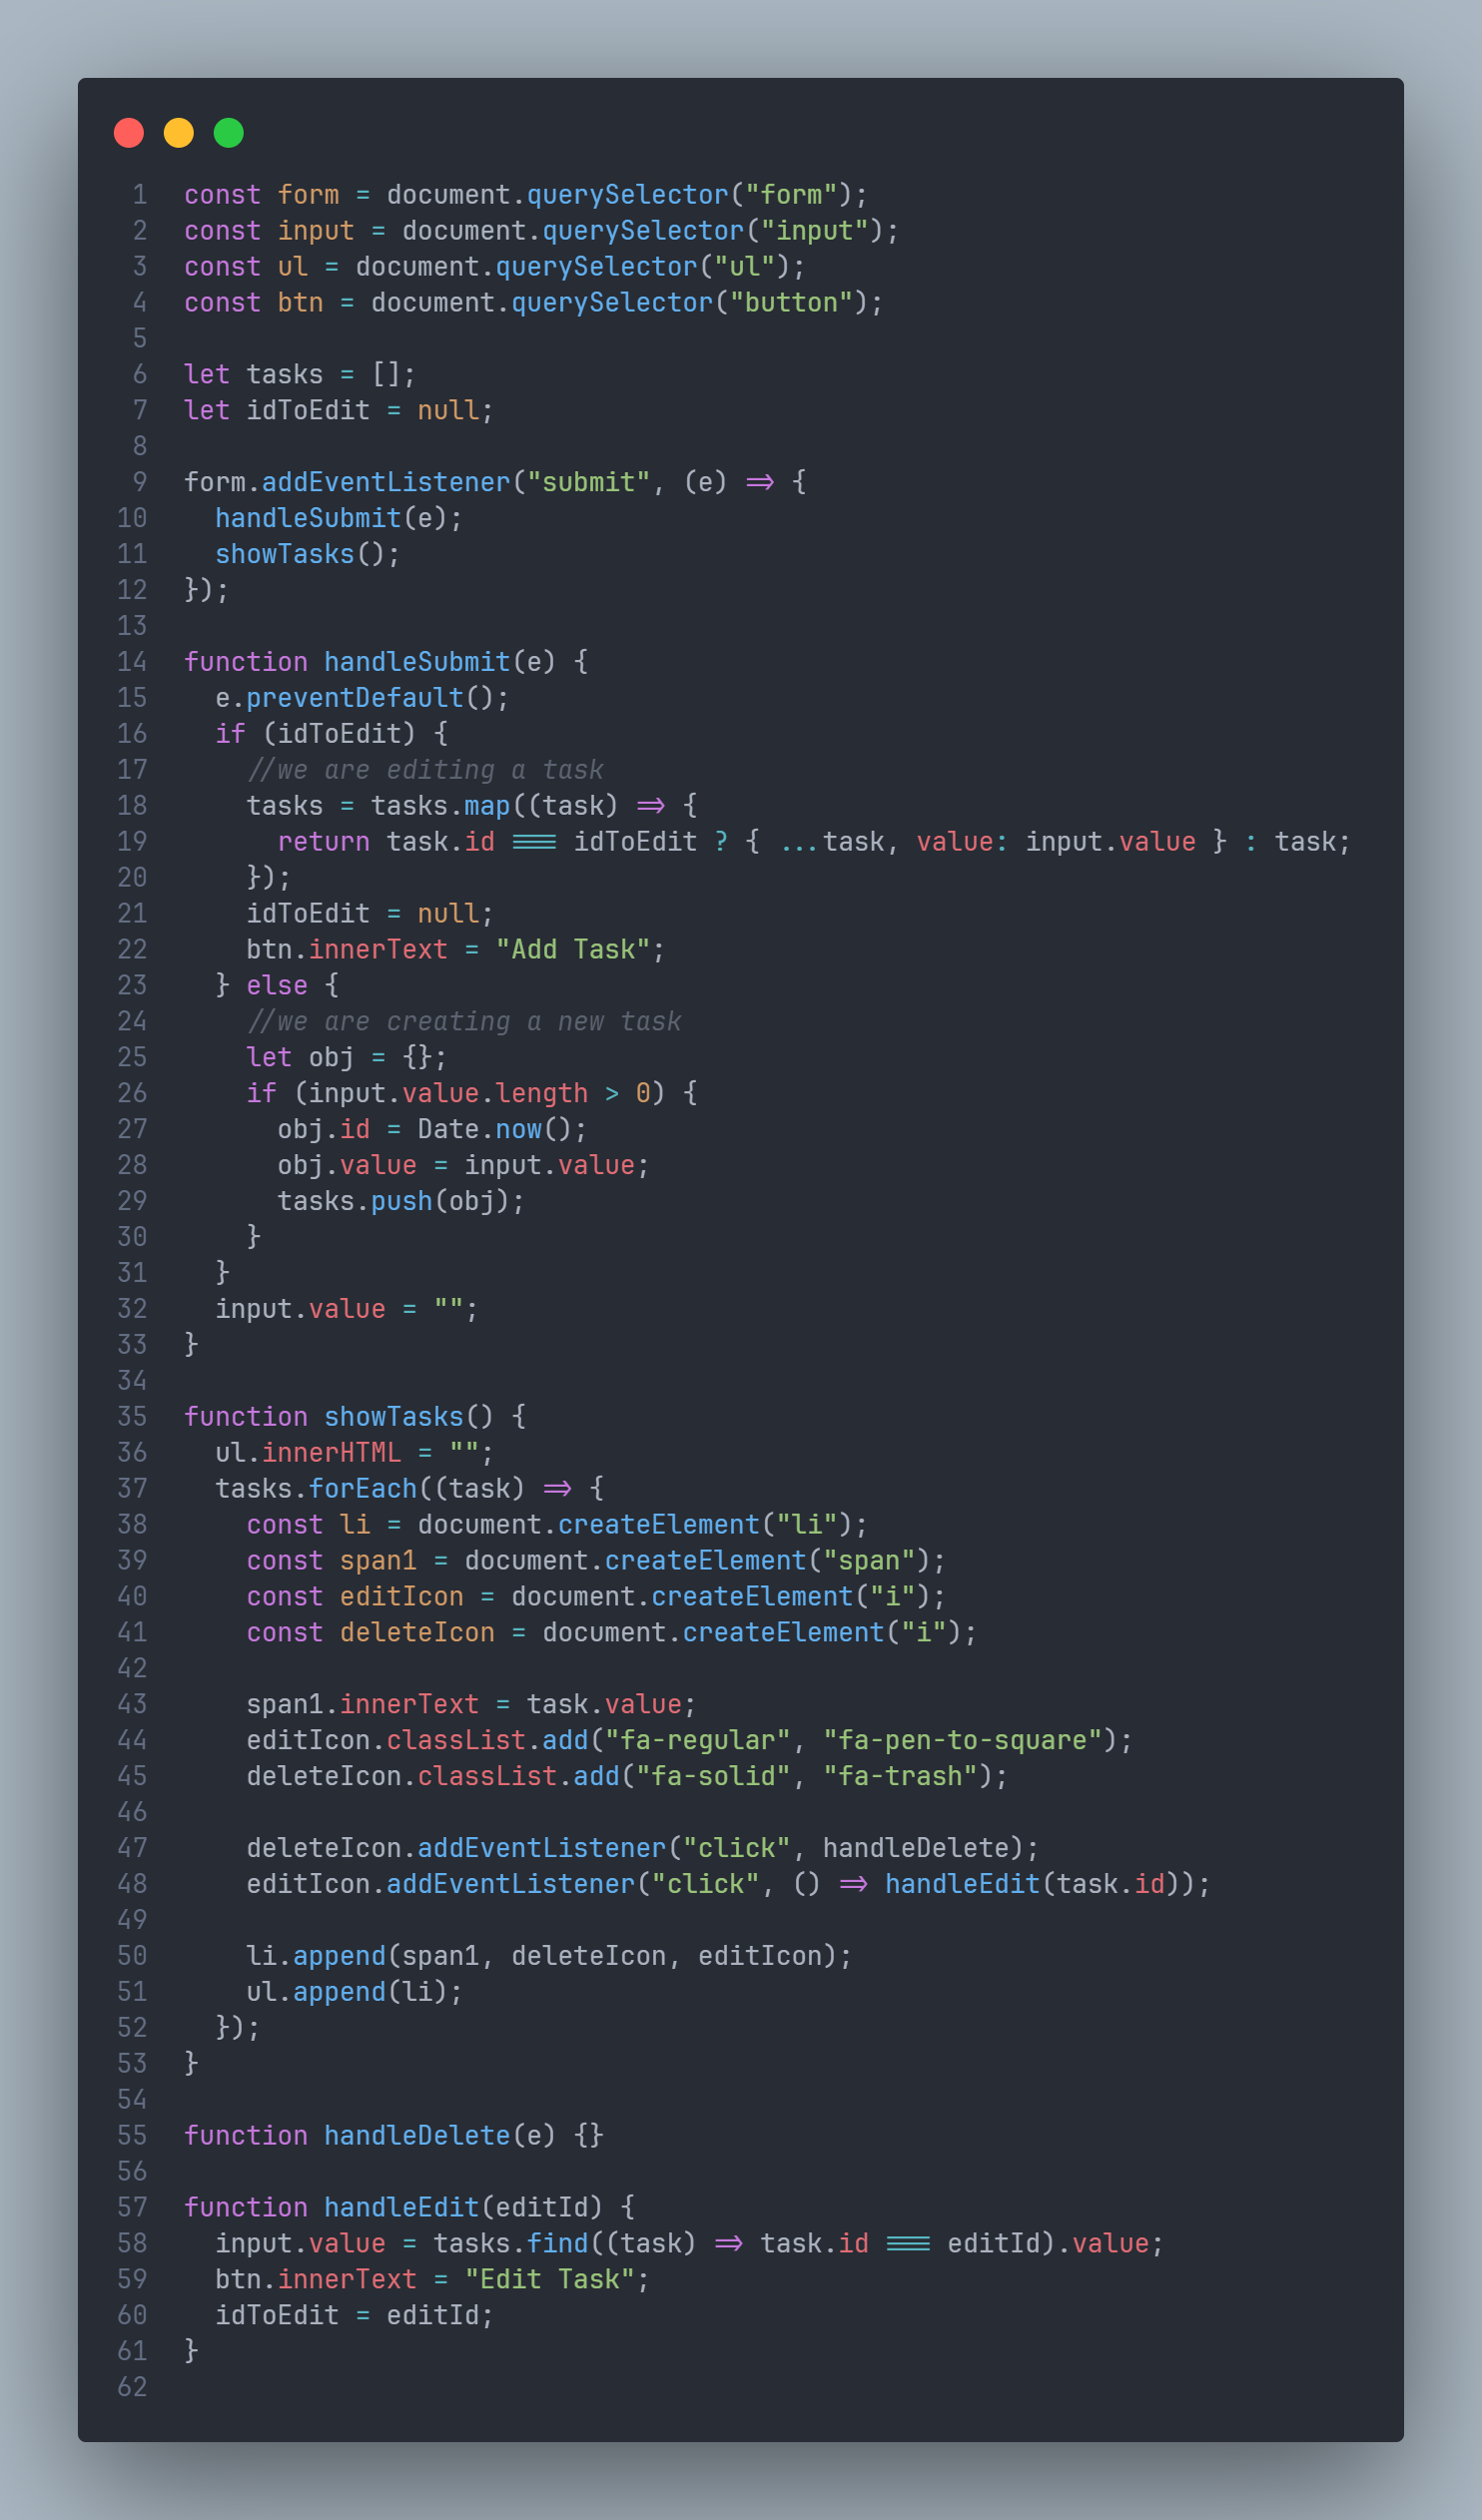 1 const form = document.querySelector("form");
2 const input = document.querySelector("input");
3 const ul = document.querySelector("ul");
4 const btn = document.querySelector("button");
5
6 let tasks = [];
7 let idToEdit = null;
8
9 form.addEventListener("submit", (e) => {
10   handleSubmit(e);
11   showTasks();
12 });
13
14 function handleSubmit(e) {
15   e.preventDefault();
16   if (idToEdit) {
17     //we are editing a task
18     tasks = tasks.map((task) => {
19       return task.id === idToEdit ? { ...task, value: input.value } : task;
20     });
21     idToEdit = null;
22     btn.innerText = "Add Task";
23   } else {
24     //we are creating a new task
25     let obj = {};
26     if (input.value.length > 0) {
27       obj.id = Date.now();
28       obj.value = input.value;
29       tasks.push(obj);
30     }
31   }
32   input.value = "";
33 }
34
35 function showTasks() {
36   ul.innerHTML = "";
37   tasks.forEach((task) => {
38     const li = document.createElement("li");
39     const span1 = document.createElement("span");
40     const editIcon = document.createElement("i");
41     const deleteIcon = document.createElement("i");
42
43     span1.innerText = task.value;
44     editIcon.classList.add("fa-regular", "fa-pen-to-square");
45     deleteIcon.classList.add("fa-solid", "fa-trash");
46
47     deleteIcon.addEventListener("click", handleDelete);
48     editIcon.addEventListener("click", () => handleEdit(task.id));
49
50     li.append(span1, deleteIcon, editIcon);
51     ul.append(li);
52   });
53 }
54
55 function handleDelete(e) {}
56
57 function handleEdit(editId) {
58   input.value = tasks.find((task) => task.id === editId).value;
59   btn.innerText = "Edit Task";
60   idToEdit = editId;
61 }
62